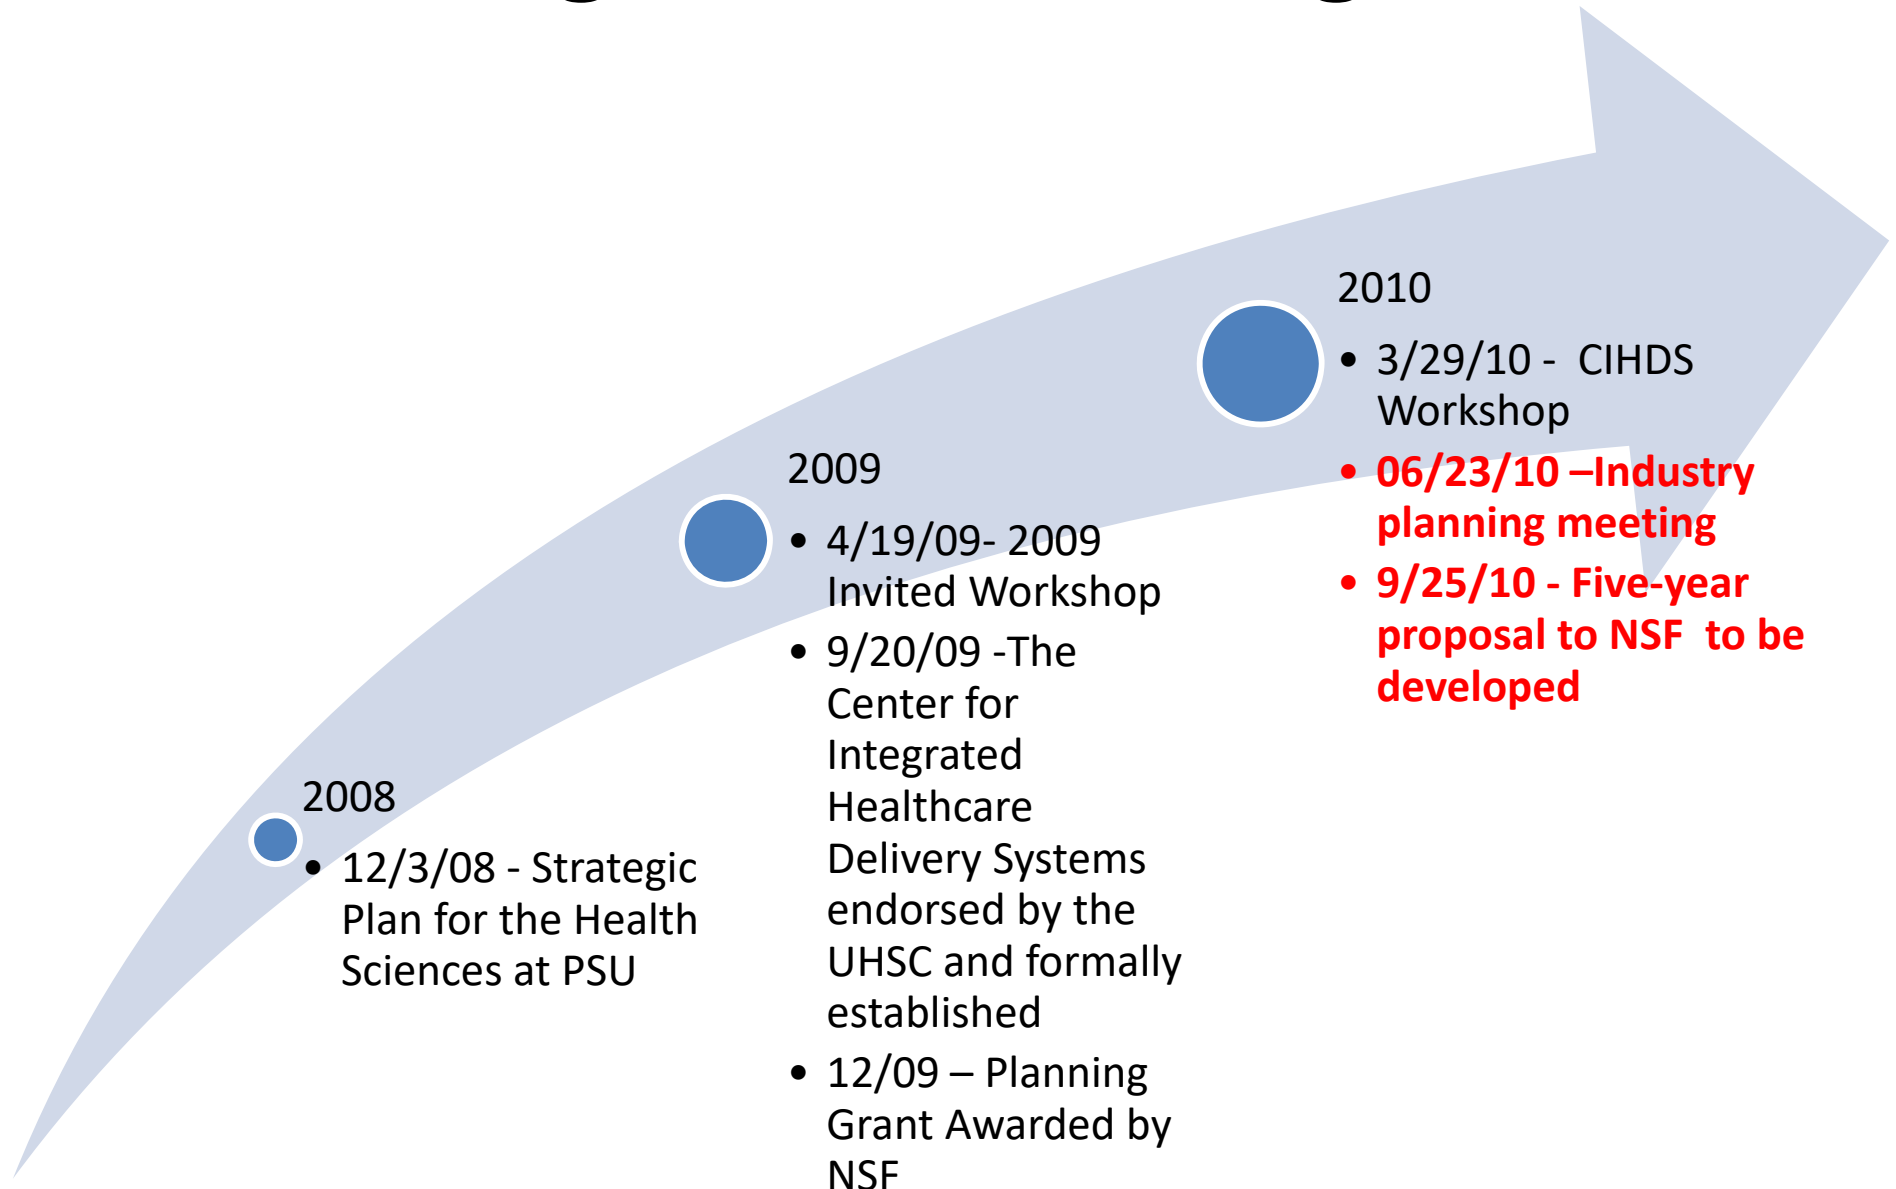 2008
• 12/3/08 - Strategic
Plan for the Health
Sciences at PSU
2009
• 4/19/09- 2009
Invited Workshop
• 9/20/09 -The
Center for
Integrated
Healthcare
Delivery Systems
endorsed by the
UHSC and formally
established
• 12/09 – Planning
Grant Awarded by
NSF
2010
• 3/29/10 - CIHDS
Workshop
• 06/23/10 –Industry
planning meeting
• 9/25/10 - Five-year
proposal to NSF to be
developed